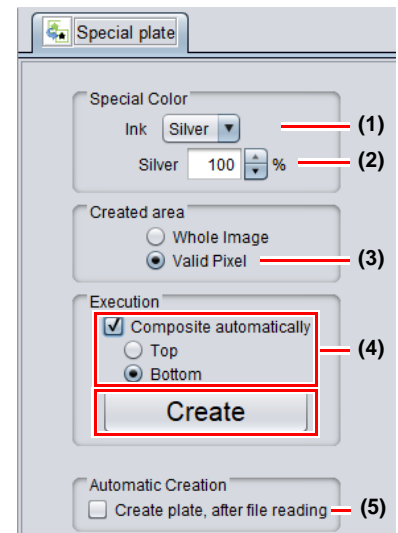 Special plate
Special Color
Ink Silver (1)
Silver 100 % (2)
Created area
Whole Image
Valid Pixel (3)
Execution
Composite automatically
Top (4)
Bottom
Create
Automatic Creation
Create plate, after file reading (5)